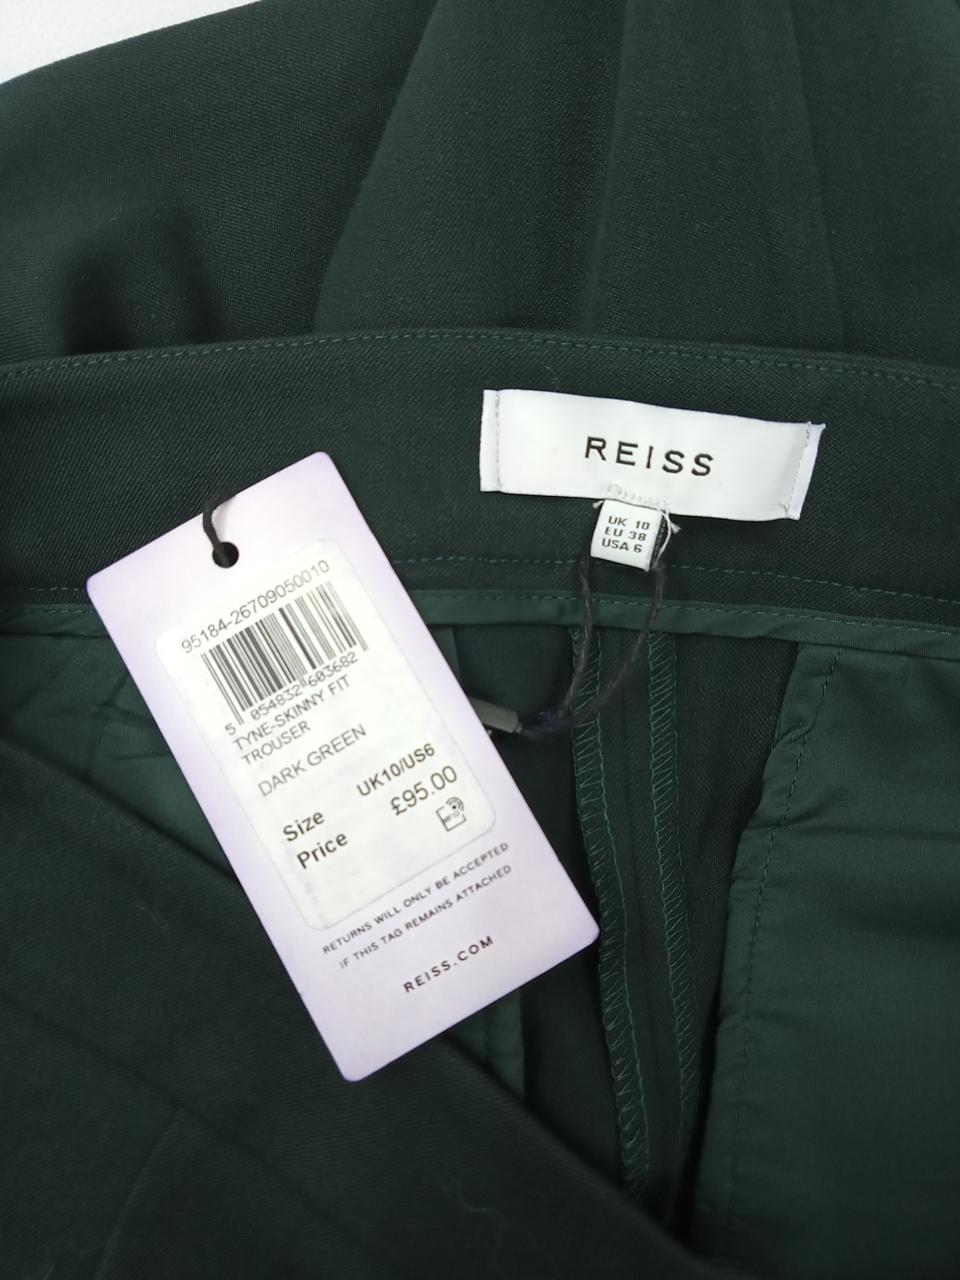 REISS
UK 10
EU 38
USA 6
95184-26709050010
5 054832 603682
TYNE-SKINNY FIT
TROUSER
DARK GREEN
Size UK10/US6
Price £95.00
RFID
RETURNS WILL ONLY BE ACCEPTED
IF THIS TAG REMAINS ATTACHED
REISS.COM